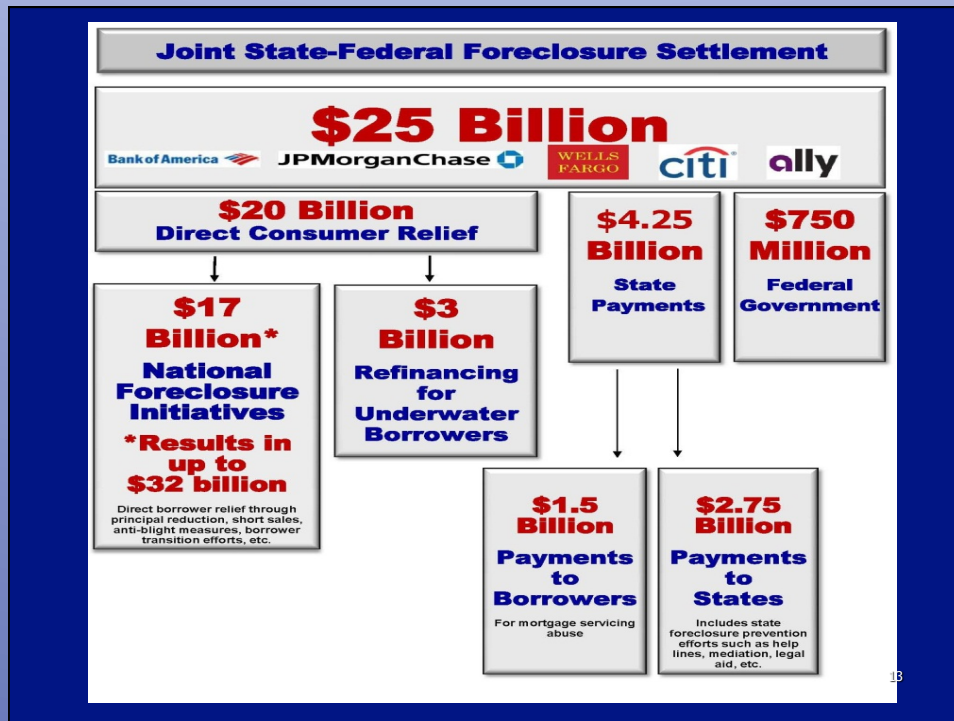 Joint State-Federal Foreclosure Settlement
$25 Billion
Bank of America
JPMorganChase
WELLS
FARGO
citi
ally
$20 Billion
Direct Consumer Relief
$4.25
Billion
State
Payments
$750
Million
Federal
Government
$17
Billion*
National
Foreclosure
Initiatives
*Results in
up to
$32 billion
Direct borrower relief through
principal reduction, short sales,
anti-blight measures, borrower
transition efforts, etc.
$3
Billion
Refinancing
for
Underwater
Borrowers
$1.5
Billion
Payments
to
Borrowers
For mortgage servicing
abuse
$2.75
Billion
Payments
to
States
Includes state
foreclosure prevention
efforts such as help
lines, mediation, legal
aid, etc.
13